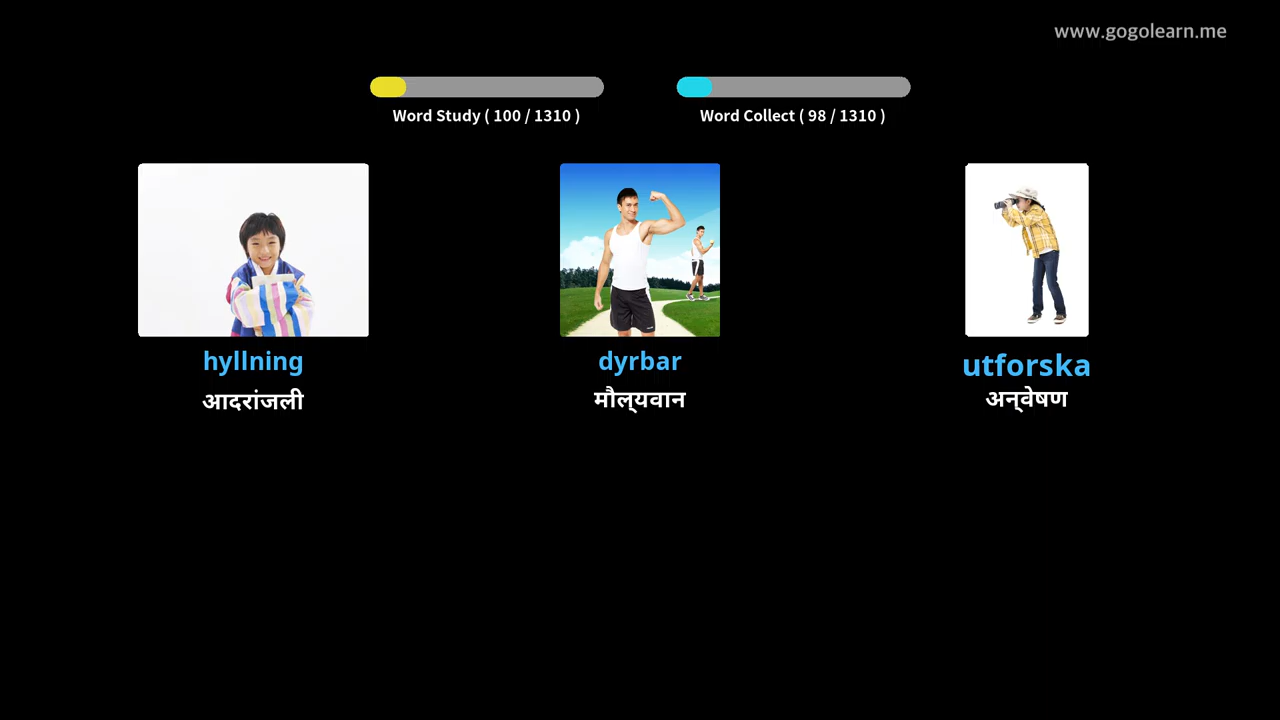 www.gogolearn.me
Word Study ( 100 / 1310 )
Word Collect ( 98 / 1310 )
hyllning
dyrbar
utforska
आदरांजली
मौल्यवान
अन्वेषण